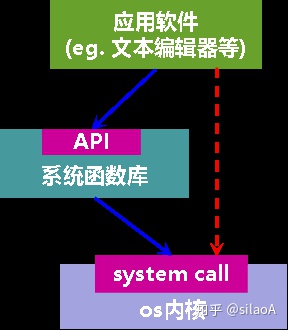 应用软件
(eg. 文本编辑器等)
API
系统函数库
system call
os内核
知乎 @silaoA